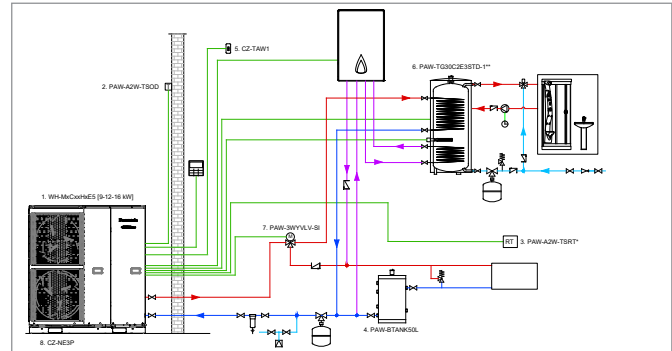 5. CZ-TAW1
2. PAW-A2W-TSOD
6. PAW-TG30C2E3STD-1**
1. WH-MxCxxHxE5 [9-12-16 kW]
Panasonic
7. PAW-3WYVLV-SI
M
RT
3. PAW-A2W-TSRT*
4. PAW-BTANK50L
8. CZ-NE3P